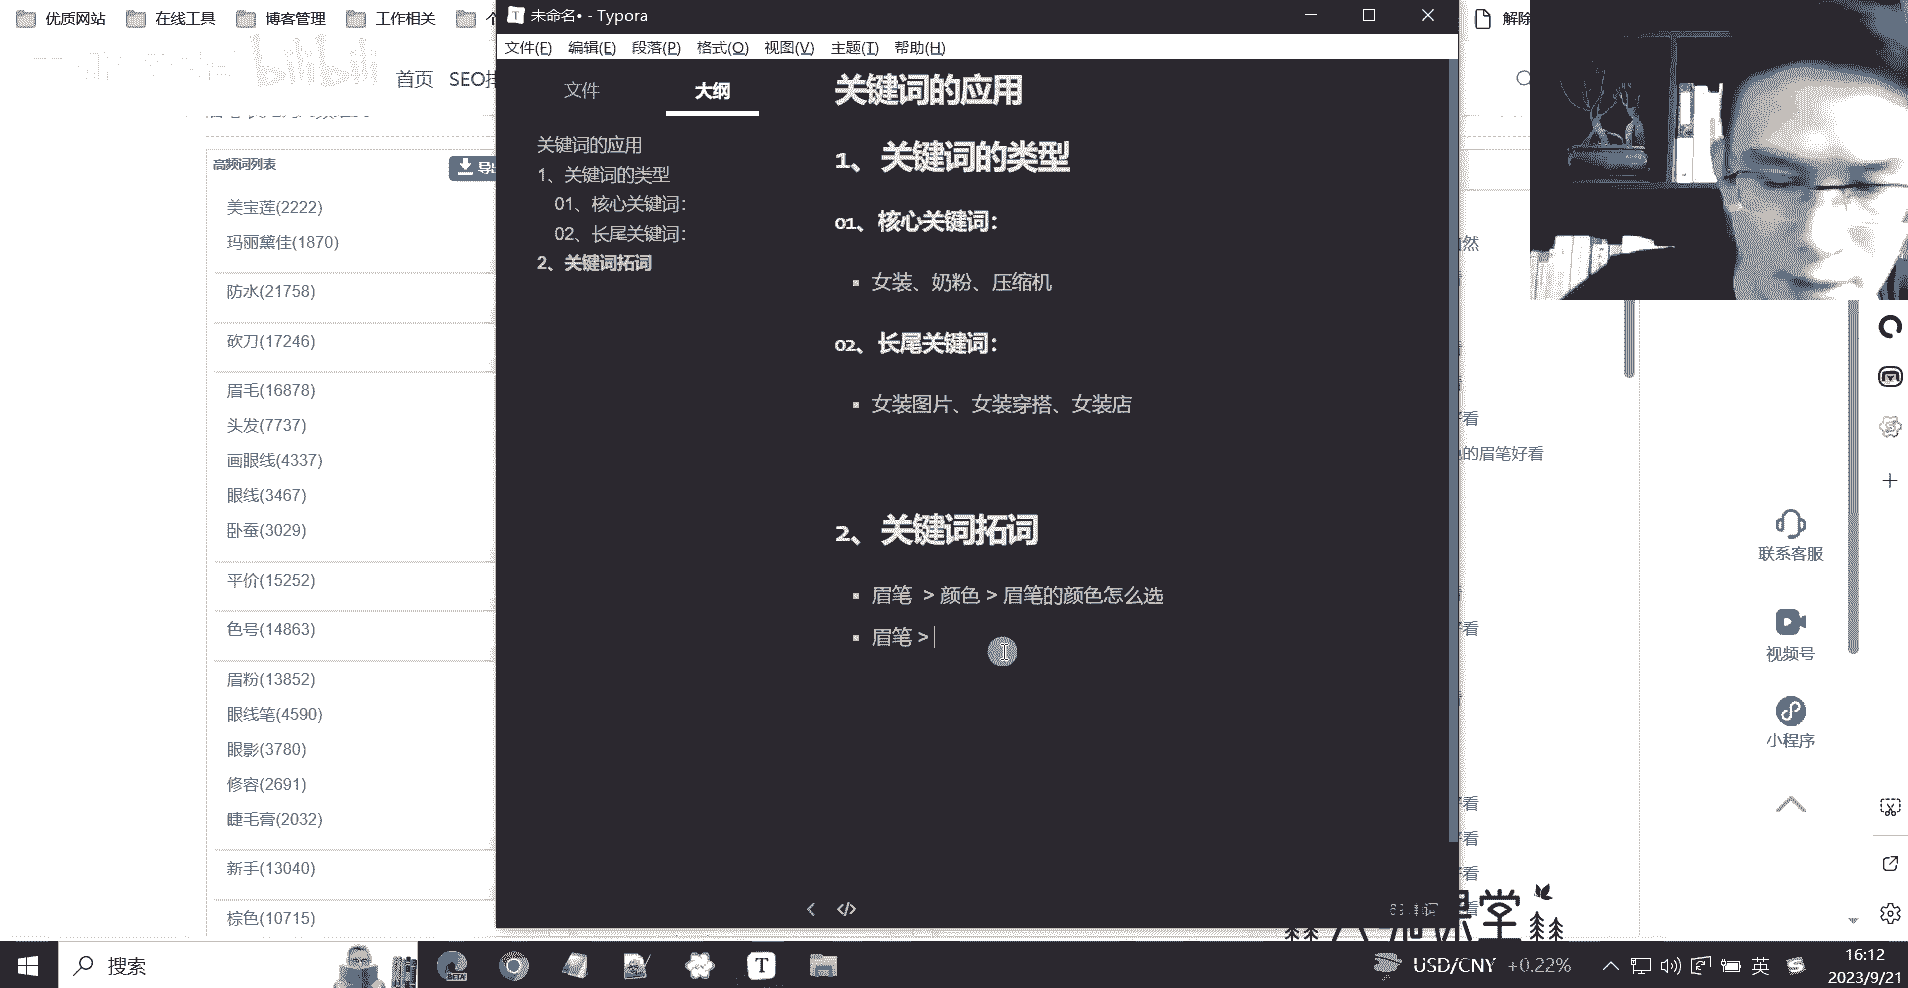 优质网站
在线工具
博客管理
工作相关
未命名• - Typora
解除
文件(F) 编辑(E) 段落(P) 格式(O) 视图(V) 主题(T) 帮助(H)
bilibili
首页
SEO
文件
大纲
关键词的应用
1、关键词的类型
01、核心关键词：
02、长尾关键词：
2、关键词拓词
关键词的应用
1、关键词的类型
01、核心关键词：
女装、奶粉、压缩机
02、长尾关键词：
女装图片、女装穿搭、女装店
2、关键词拓词
眉笔 > 颜色 > 眉笔的颜色怎么选
眉笔 >
高频词列表
导出
美宝莲(2222)
玛丽黛佳(1870)
防水(21758)
砍刀(17246)
眉毛(16878)
头发(7737)
画眼线(4337)
眼线(3467)
卧蚕(3029)
平价(15252)
色号(14863)
眉粉(13852)
眼线笔(4590)
眼影(3780)
修容(2691)
睫毛膏(2032)
新手(13040)
棕色(10715)
然
看
的眉笔好看
看
看
看
看
联系客服
视频号
小程序
课堂
搜索
USD/CNY +0.22%
英
16:12
2023/9/21